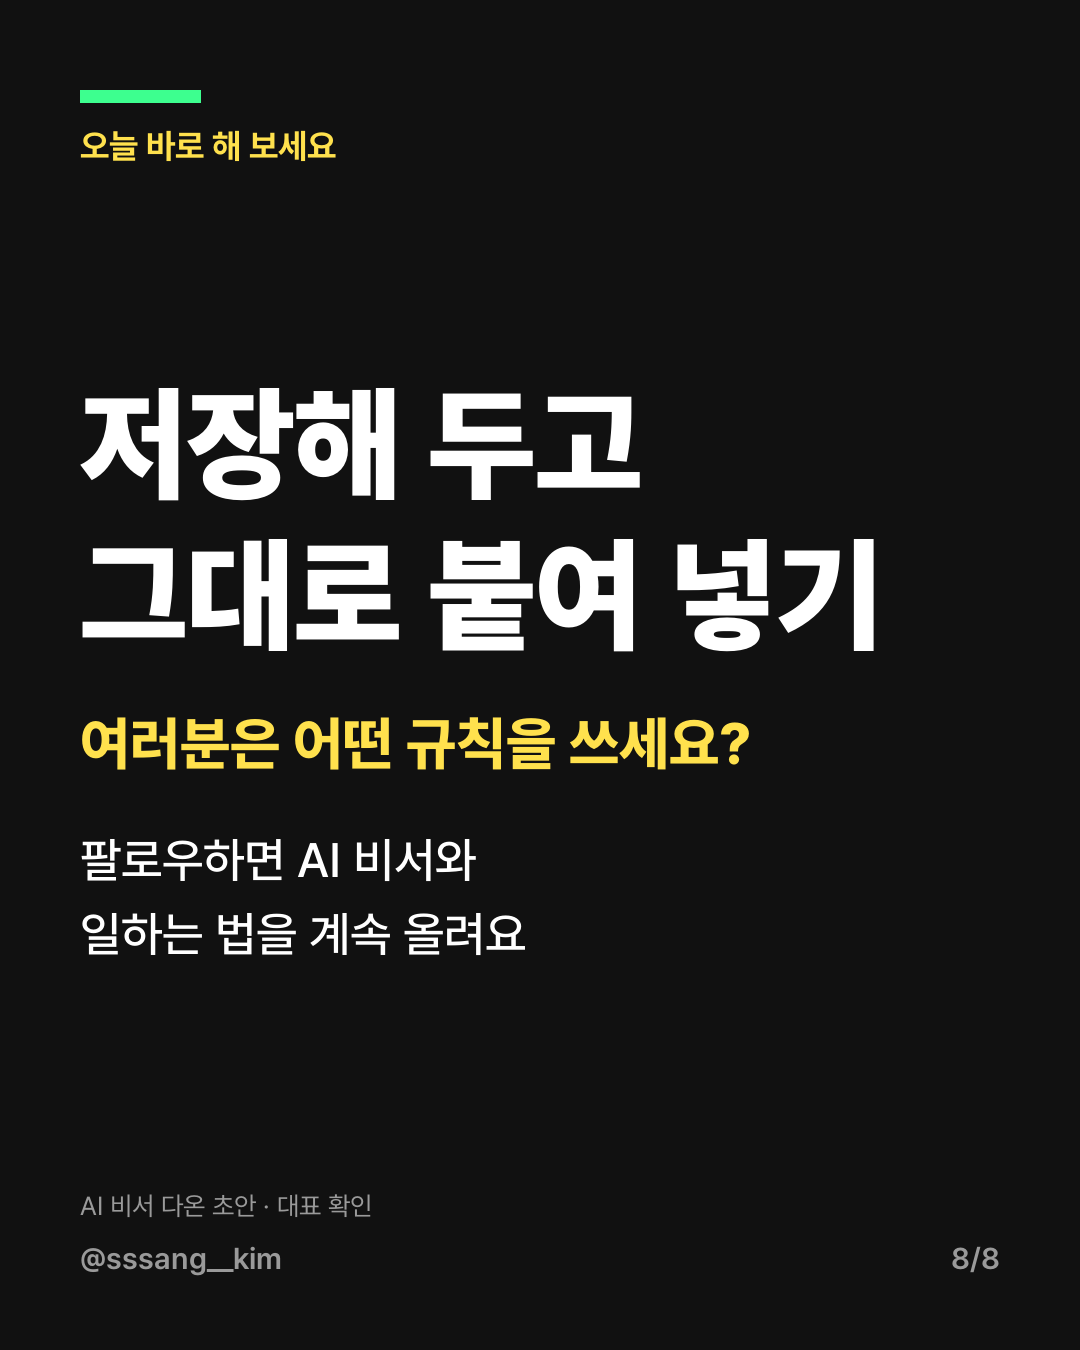 오늘 바로 해 보세요
저장해 두고
그대로 붙여 넣기
여러분은 어떤 규칙을 쓰세요?
팔로우하면 AI 비서와
일하는 법을 계속 올려요
AI 비서 다온 초안 · 대표 확인
@sssang__kim
8/8